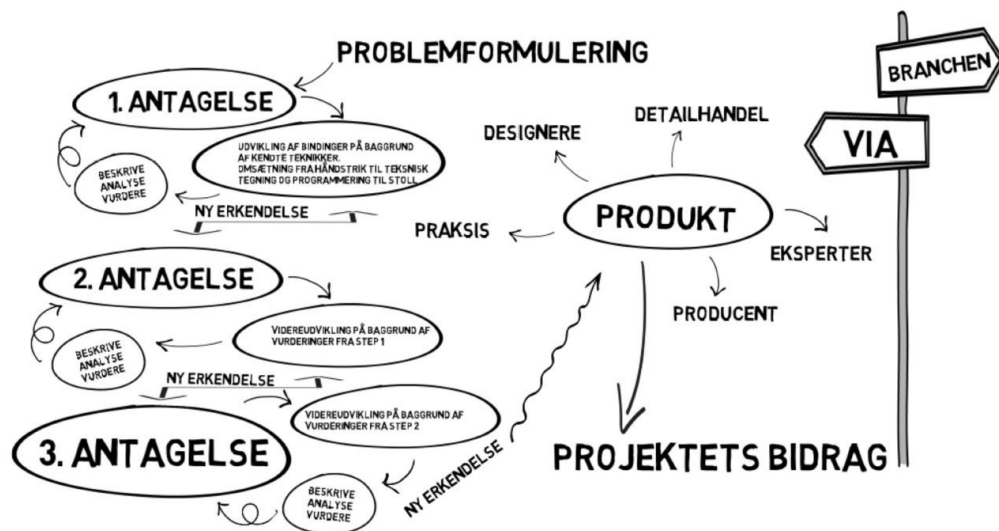 PROBLEMFORMULERING
1. ANTAGELSE
UDVIKLING AF BINDINGER PÅ BAGGRUND
AF KENDTE TEKNIKKER.
OMSÆTNING FRA HÅNDSTRIK TIL TEKSNISK
TEGNING OG PROGRAMMERING TIL STOLL
BESKRIVE
ANALYSE
VURDERE
NY ERKENDELSE
2. ANTAGELSE
VIDEREUDVIKLING PÅ BAGGRUND AF
VURDERINGER FRA STEP 1
BESKRIVE
ANALYSE
VURDERE
NY ERKENDELSE
3. ANTAGELSE
VIDEREUDVIKLING PÅ BAGGRUND AF
VURDERINGER FRA STEP 2
BESKRIVE
ANALYSE
VURDERE
NY ERKENDELSE
PRODUKT
DESIGNERE
DETAILHANDEL
PRAKSIS
EKSPERTER
PRODUCENT
PROJEKTETS BIDRAG
BRANCHEN
VIA